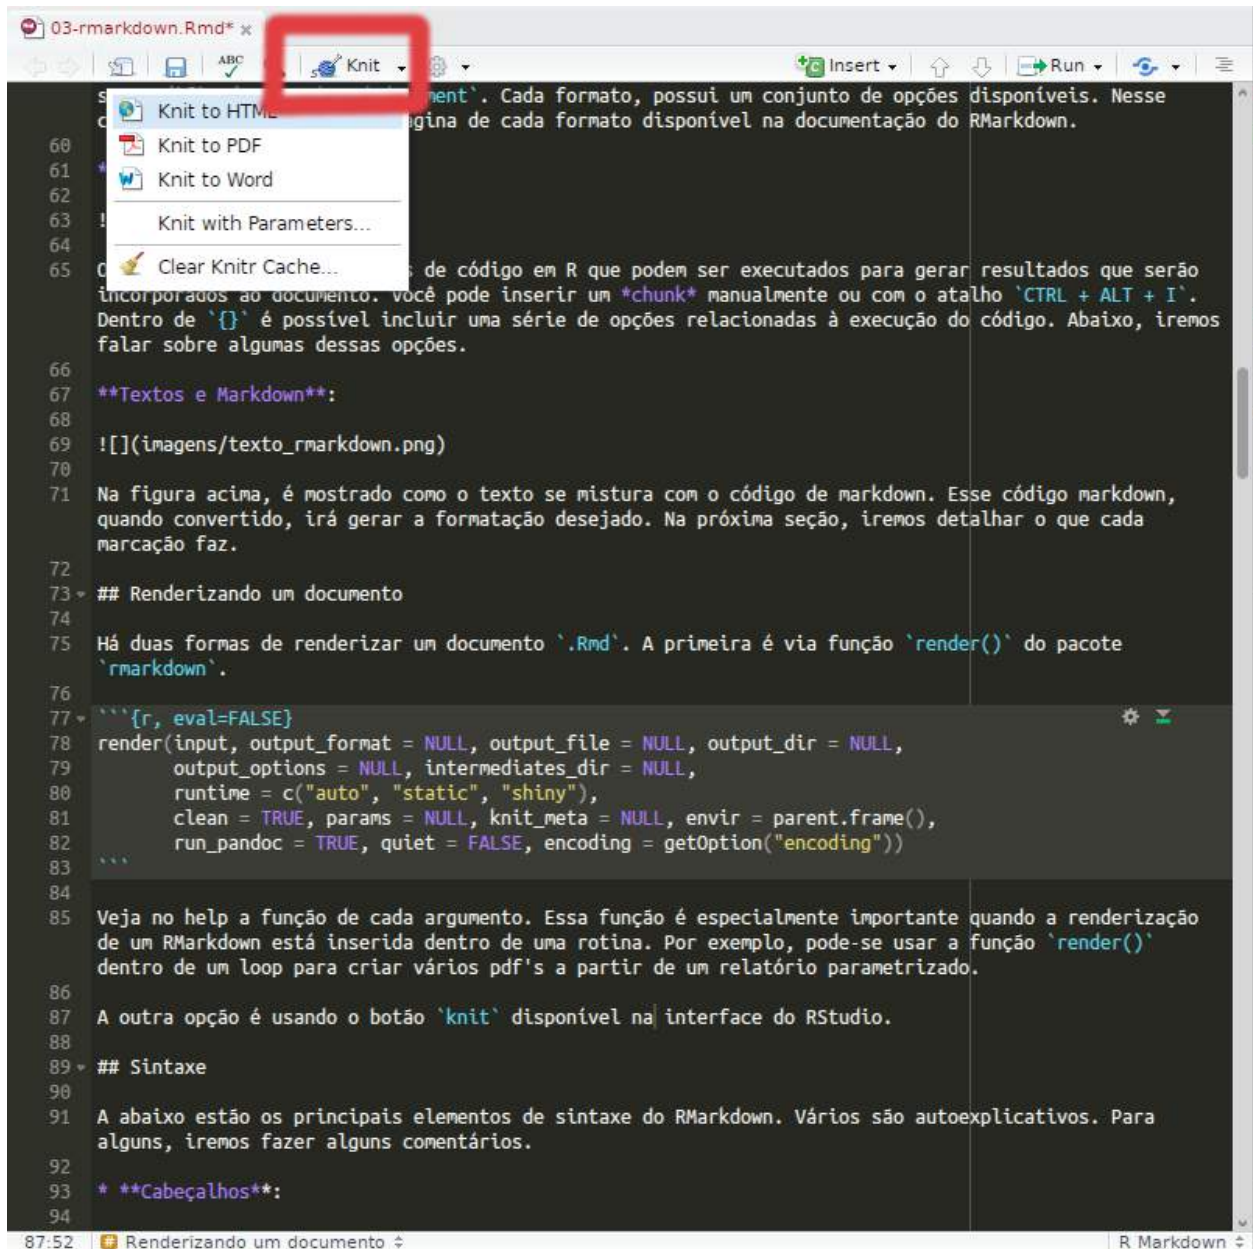 03-rmarkdown.Rmd* x
ABC Knit Insert Run
ment`. Cada formato, possui um conjunto de opções disponíveis. Nesse
Knit to HTML
gina de cada formato disponível na documentação do RMarkdown.
60
Knit to PDF
61 *
Knit to Word
62
63 !
Knit with Parameters...
64
65 O
Clear Knitr Cache...
de código em R que podem ser executados para gerar resultados que serão
incorporados ao documento. Você pode inserir um *chunk* manualmente ou com o atalho `CTRL + ALT + I`.
Dentro de `{}` é possível incluir uma série de opções relacionadas à execução do código. Abaixo, iremos
falar sobre algumas dessas opções.
66
67 **Textos e Markdown**:
68
69 ![](imagens/texto_rmarkdown.png)
70
71 Na figura acima, é mostrado como o texto se mistura com o código de markdown. Esse código markdown,
quando convertido, irá gerar a formatação desejado. Na próxima seção, iremos detalhar o que cada
marcação faz.
72
73 ## Renderizando um documento
74
75 Há duas formas de renderizar um documento `.Rmd`. A primeira é via função `render()` do pacote
`rmarkdown`.
76
77 ```{r, eval=FALSE}
78 render(input, output_format = NULL, output_file = NULL, output_dir = NULL,
79 output_options = NULL, intermediates_dir = NULL,
80 runtime = c("auto", "static", "shiny"),
81 clean = TRUE, params = NULL, knit_meta = NULL, envir = parent.frame(),
82 run_pandoc = TRUE, quiet = FALSE, encoding = getOption("encoding"))
83 ```
84
85 Veja no help a função de cada argumento. Essa função é especialmente importante quando a renderização
de um RMarkdown está inserida dentro de uma rotina. Por exemplo, pode-se usar a função `render()`
dentro de um loop para criar vários pdf's a partir de um relatório parametrizado.
86
87 A outra opção é usando o botão `knit` disponível na interface do RStudio.
88
89 ## Sintaxe
90
91 A abaixo estão os principais elementos de sintaxe do RMarkdown. Vários são autoexplicativos. Para
alguns, iremos fazer alguns comentários.
92
93 * **Cabeçalhos**:
94
87:52 # Renderizando um documento R Markdown